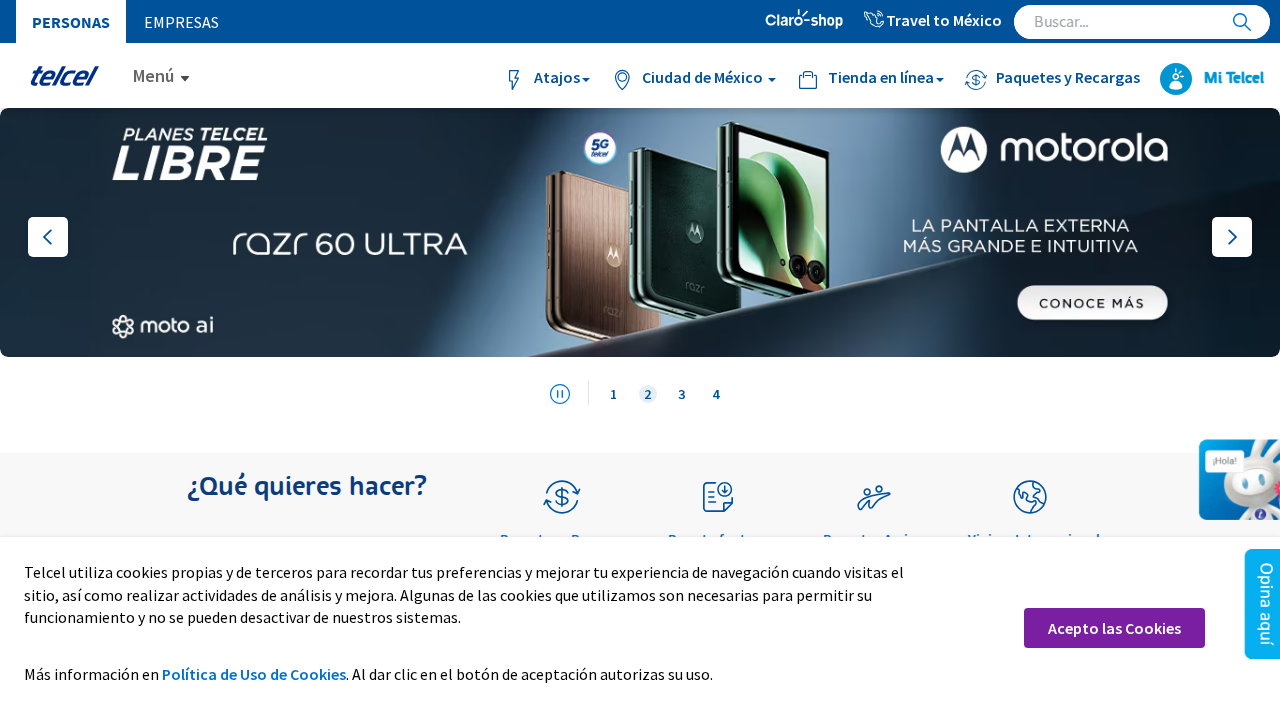 PERSONAS
EMPRESAS
Claro-shop
Travel to México
Buscar...
telcel
Menú
Atajos
Ciudad de México
Tienda en línea
Paquetes y Recargas
Mi Telcel
PLANES TELCEL
LIBRE
5G
telcel
motorola
razr 60 ULTRA
LA PANTALLA EXTERNA
MÁS GRANDE E INTUITIVA
CONOCE MÁS
moto ai
razr
razr
1
2
3
4
¿Qué quieres hacer?
¡Hola!
Telcel utiliza cookies propias y de terceros para recordar tus preferencias y mejorar tu experiencia de navegación cuando visitas el
sitio, así como realizar actividades de análisis y mejora. Algunas de las cookies que utilizamos son necesarias para permitir su
funcionamiento y no se pueden desactivar de nuestros sistemas.
Acepto las Cookies
Más información en Política de Uso de Cookies. Al dar clic en el botón de aceptación autorizas su uso.
Opina aquí